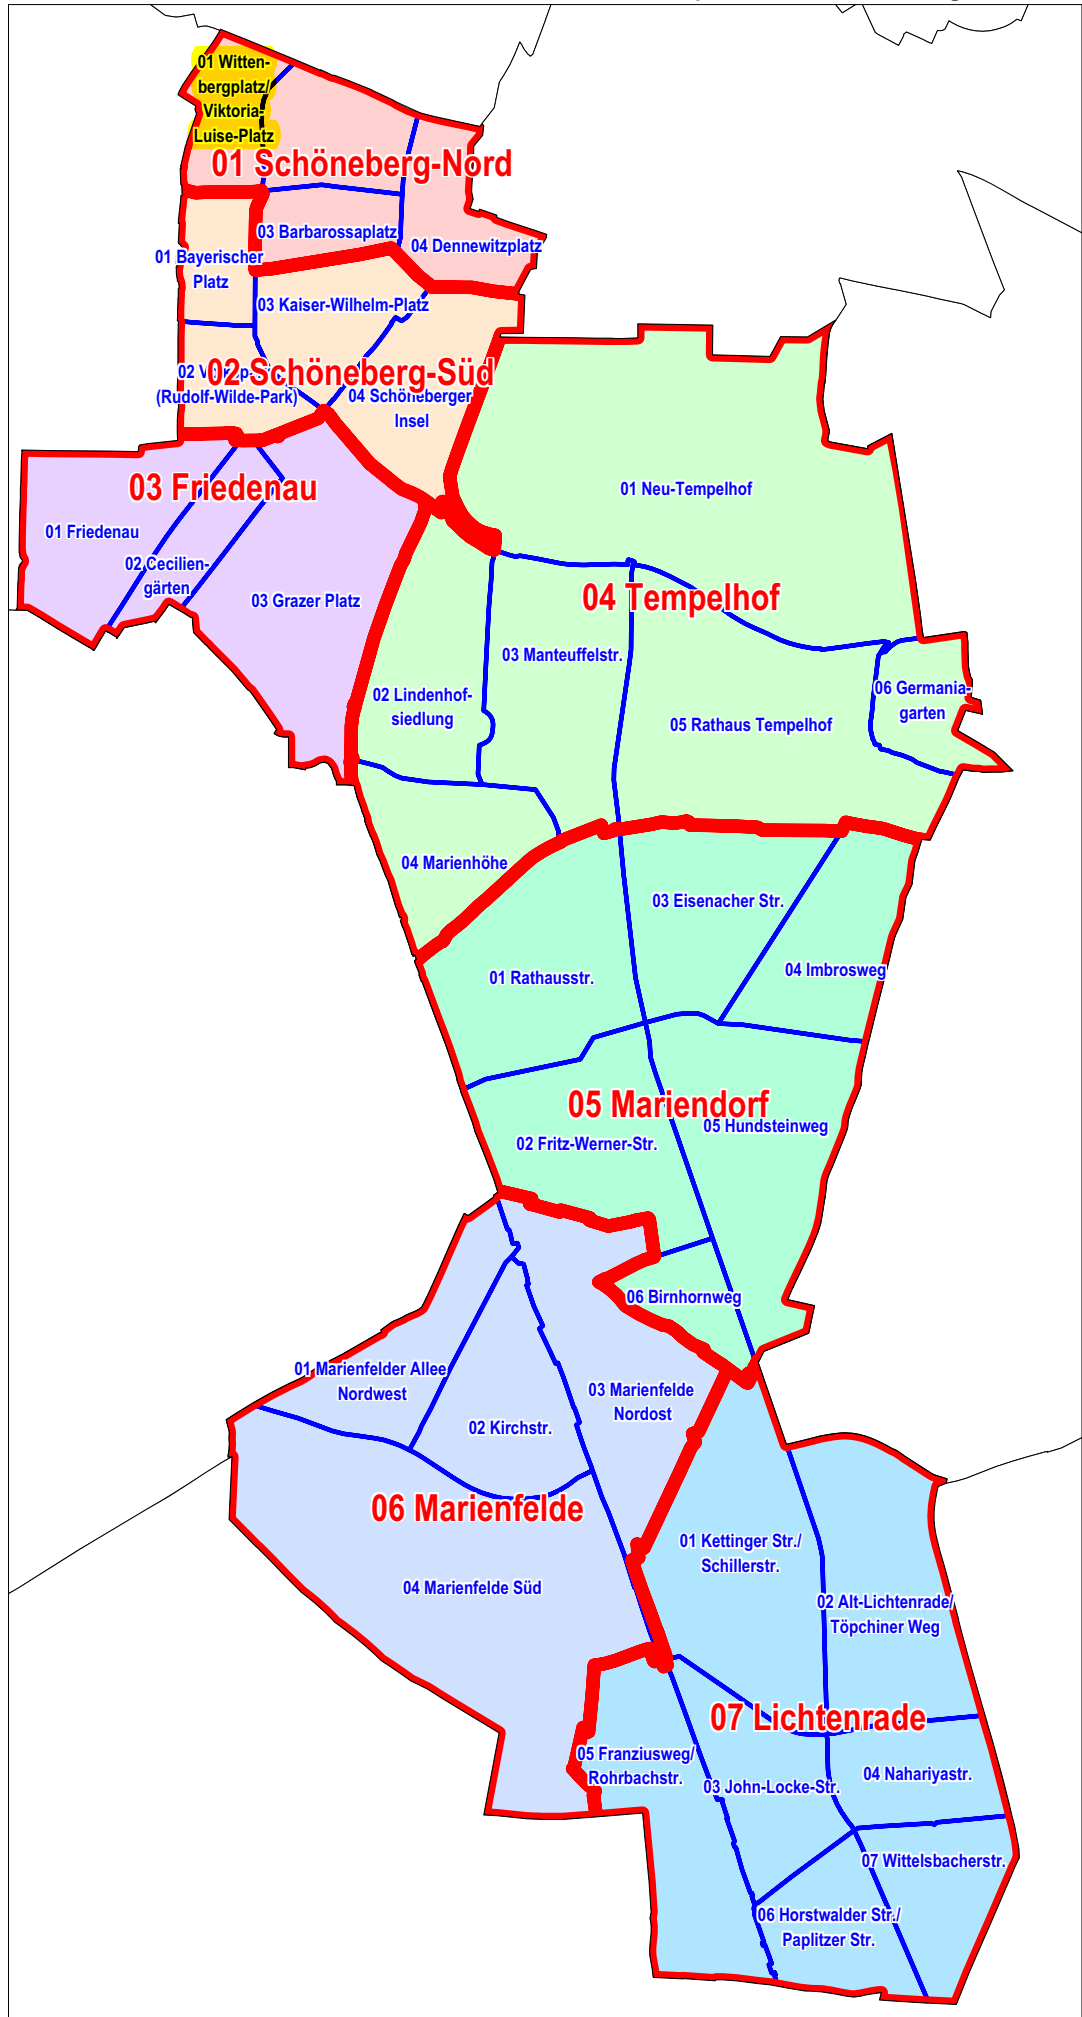 01 Witten-
bergplatz/
Viktoria-
Luise-Platz
01 Schöneberg-Nord
03 Barbarossaplatz
04 Dennewitzplatz
01 Bayerischer
Platz
03 Kaiser-Wilhelm-Platz
02 Schöneberg-Süd
02
(Rudolf-Wilde-Park)
04 Schöneberger
Insel
03 Friedenau
01 Friedenau
02 Cecilien-
gärten
03 Grazer Platz
01 Neu-Tempelhof
04 Tempelhof
03 Manteuffelstr.
02 Lindenhof-
siedlung
06 Germania-
garten
05 Rathaus Tempelhof
04 Marienhöhe
03 Eisenacher Str.
01 Rathausstr.
04 Imbrosweg
05 Mariendorf
05 Hundsteinweg
02 Fritz-Werner-Str.
06 Birnhornweg
01 Marienfelder Allee
Nordwest
03 Marienfelde
Nordost
02 Kirchstr.
06 Marienfelde
04 Marienfelde Süd
01 Kettinger Str./
Schillerstr.
02 Alt-Lichtenrade/
Töpchiner Weg
07 Lichtenrade
05 Franziusweg/
Rohrbachstr.
03 John-Locke-Str.
04 Nahariyastr.
07 Wittelsbacherstr.
06 Horstwalder Str./
Paplitzer Str.